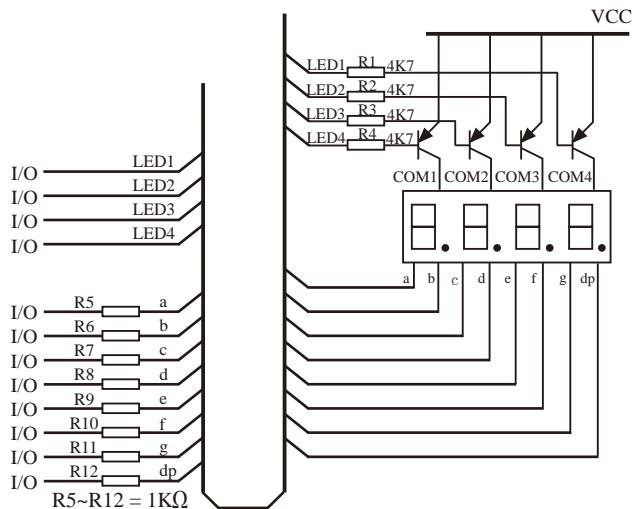 VCC
LED1 R1 4K7
LED2 R2 4K7
LED3 R3 4K7
LED4 R4 4K7
COM1 COM2 COM3 COM4
a b c d e f g dp
I/O LED1
I/O LED2
I/O LED3
I/O LED4
I/O R5 a
I/O R6 b
I/O R7 c
I/O R8 d
I/O R9 e
I/O R10 f
I/O R11 g
I/O R12 dp
R5~R12 = 1KΩ